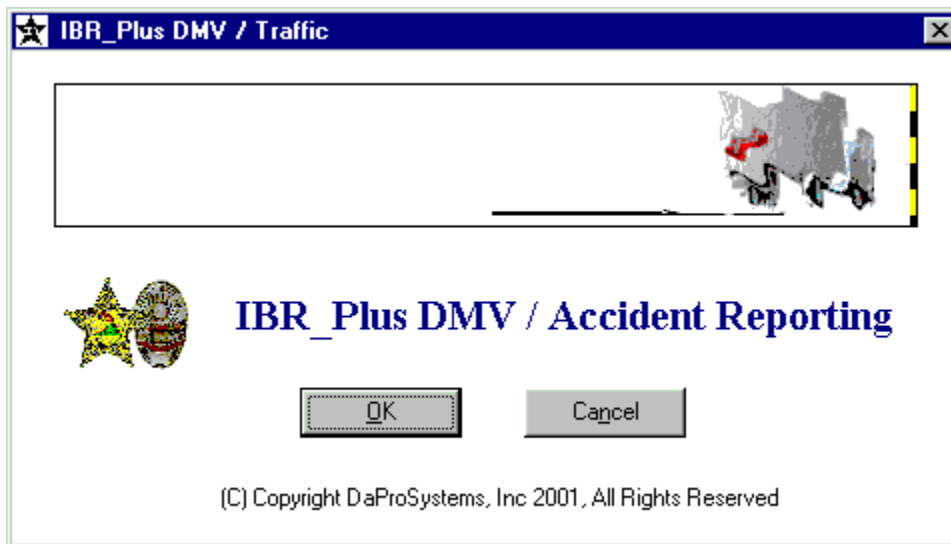 IBR_Plus DMV / Traffic
IBR_Plus DMV / Accident Reporting
OK
Cancel
(C) Copyright DaProSystems, Inc 2001, All Rights Reserved